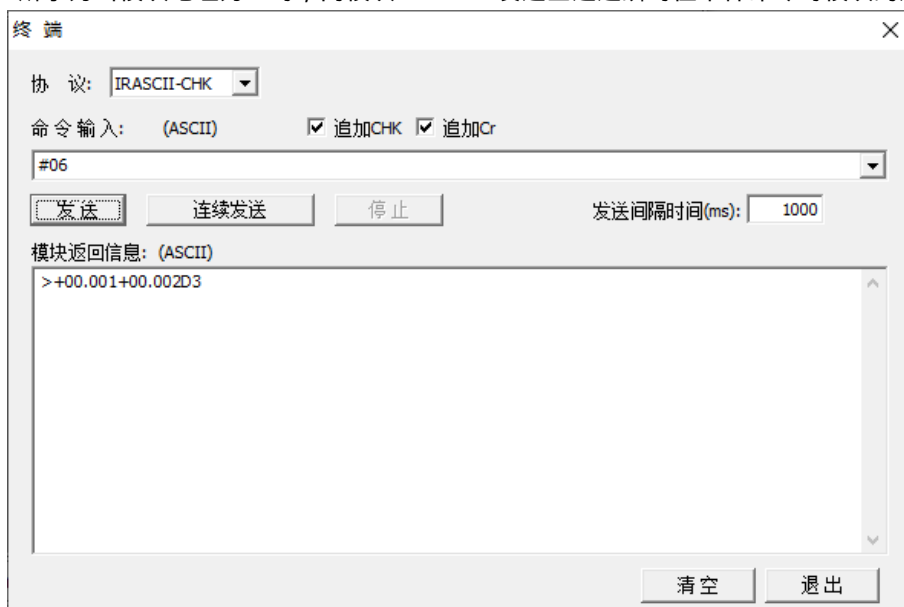 终 端
协 议: IRASCII-CHK
命令输入: (ASCII) 追加CHK 追加Cr
#06
发送 连续发送 停止 发送间隔时间(ms): 1000
模块返回信息: (ASCII)
>+00.001+00.002D3
清空 退出